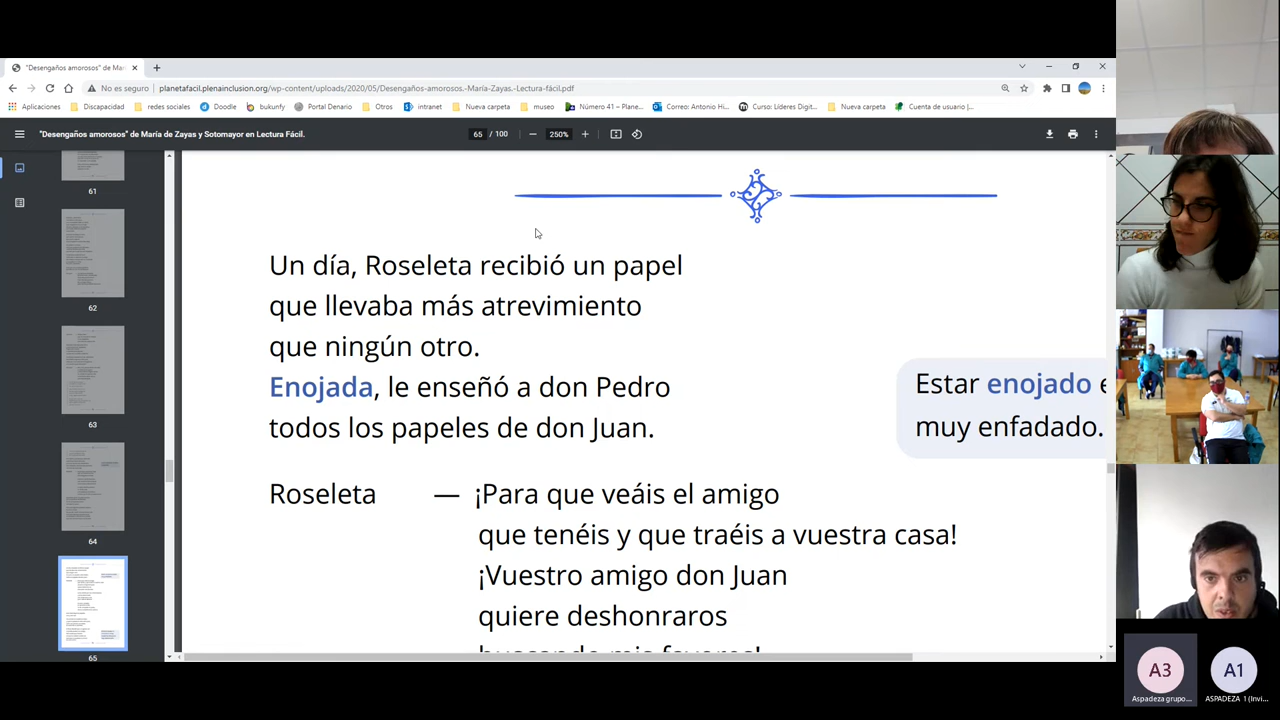 "Desengaños amorosos" de Mar
No es seguro
planetafacil.plenainclusion.org/wp-content/uploads/2020/05/Desengaños-amorosos.-María-Zayas.-Lectura-fácil.pdf
Aplicaciones Discapacidad redes sociales Doodle bukunfy Portal Denario Otros intranet Nueva carpeta museo Número 41 – Plane... Correo: Antonio Hi... Curso: Líderes Digit... Nueva carpeta Cuenta de usuario|...
"Desengaños amorosos" de María de Zayas y Sotomayor en Lectura Fácil.
65 / 100
250%
61
62
63
64
65
Un día, Roseleta recibió un papel
que llevaba más atrevimiento
que ningún otro.
Enojada, le enseñó a don Pedro
todos los papeles de don Juan.
Estar enojado e
muy enfadado.
Roseleta — ¡Para que veáis el amigo
que tenéis y que traéis a vuestra casa!
¡Vuestro amigo don Juan
quiere deshonraros
buscando mis favores!
A3
Aspadeza grupo...
A1
ASPADEZA 1 (Invi...